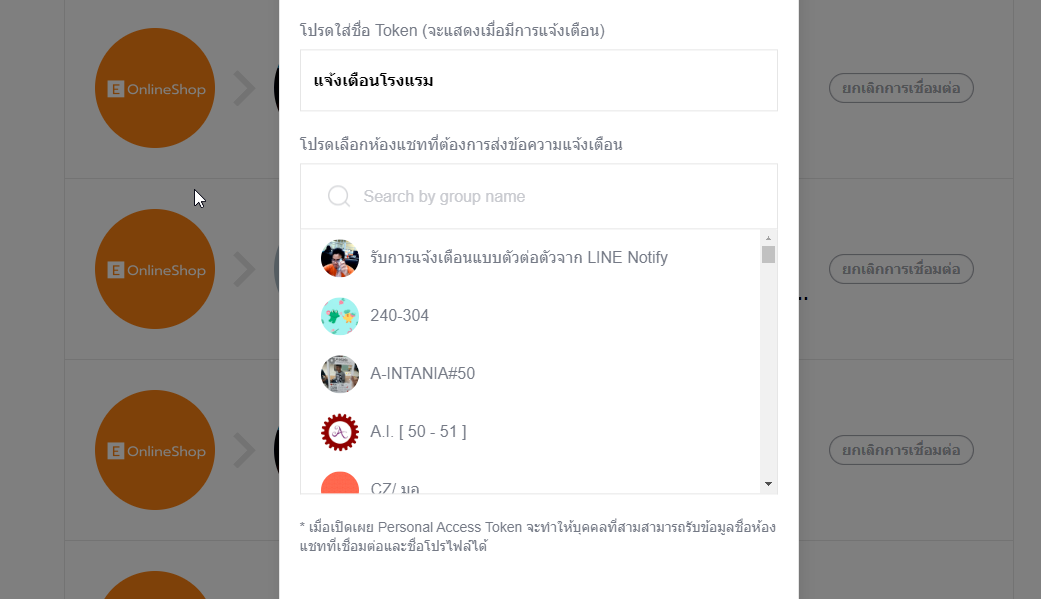 โปรดใส่ชื่อ Token (จะแสดงเมื่อมีการแจ้งเตือน)
แจ้งเตือนโรงแรม
E OnlineShop
ยกเลิกการเชื่อมต่อ
โปรดเลือกห้องแชทที่ต้องการส่งข้อความแจ้งเตือน
Search by group name
รับการแจ้งเตือนแบบตัวต่อตัวจาก LINE Notify
E OnlineShop
ยกเลิกการเชื่อมต่อ
..
240-304
A-INTANIA#50
A.I. [ 50 - 51 ]
E OnlineShop
ยกเลิกการเชื่อมต่อ
CZ/ มอ
* เมื่อเปิดเผย Personal Access Token จะทำให้บุคคลที่สามสามารถรับข้อมูลชื่อห้อง
แชทที่เชื่อมต่อและชื่อโปรไฟล์ได้